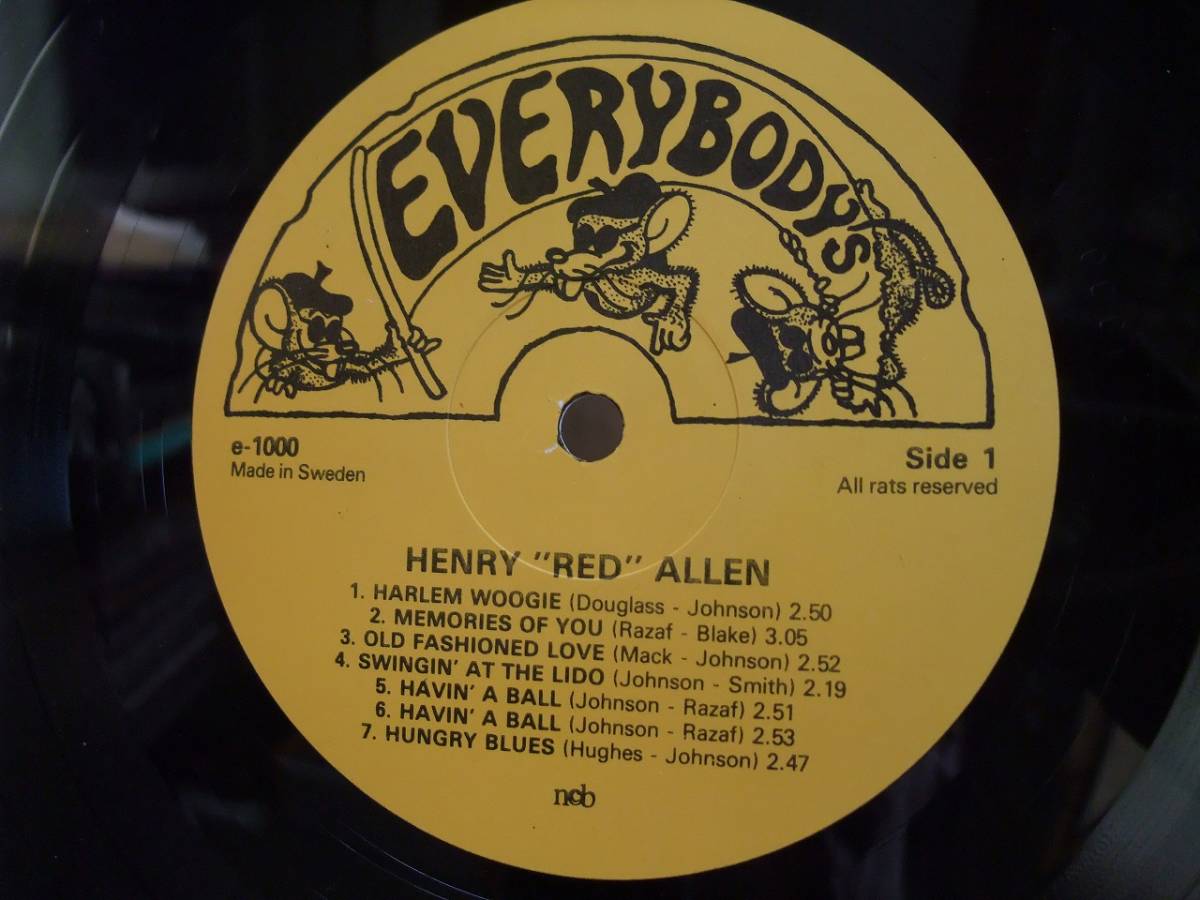 EVERYBODYS
e-1000
Made in Sweden
Side 1
All rats reserved
HENRY "RED" ALLEN
1. HARLEM WOOGIE (Douglass - Johnson) 2.50
2. MEMORIES OF YOU (Razaf - Blake) 3.05
3. OLD FASHIONED LOVE (Mack - Johnson) 2.52
4. SWINGIN' AT THE LIDO (Johnson - Smith) 2.19
5. HAVIN' A BALL (Johnson - Razaf) 2.51
6. HAVIN' A BALL (Johnson - Razaf) 2.53
7. HUNGRY BLUES (Hughes - Johnson) 2.47
ncb